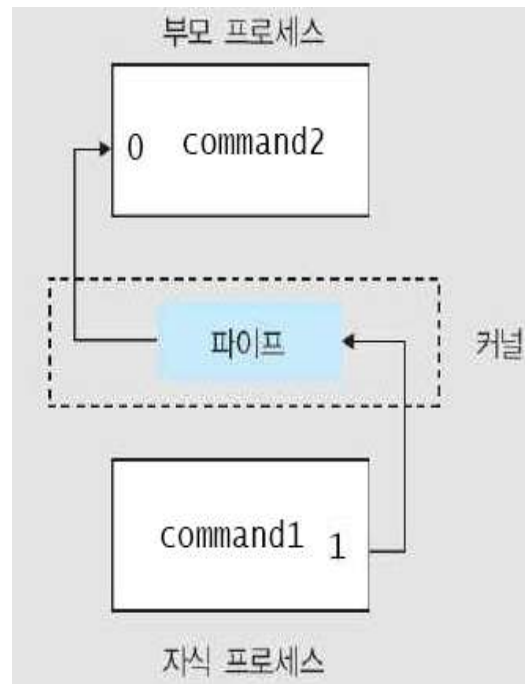 부모 프로세스
0 command2
파이프
커널
command1 1
자식 프로세스